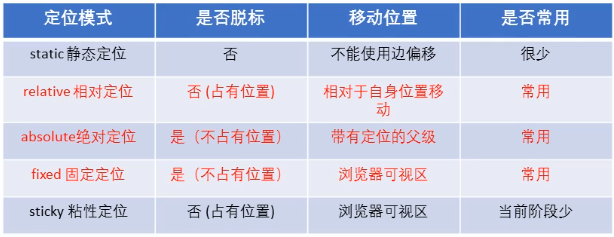 定位模式 是否脱标 移动位置 是否常用
static 静态定位 否 不能使用边偏移 很少
relative 相对定位 否 (占有位置) 相对于自身位置移动 常用
absolute绝对定位 是（不占有位置） 带有定位的父级 常用
fixed 固定定位 是（不占有位置） 浏览器可视区 常用
sticky 粘性定位 否 (占有位置) 浏览器可视区 当前阶段少